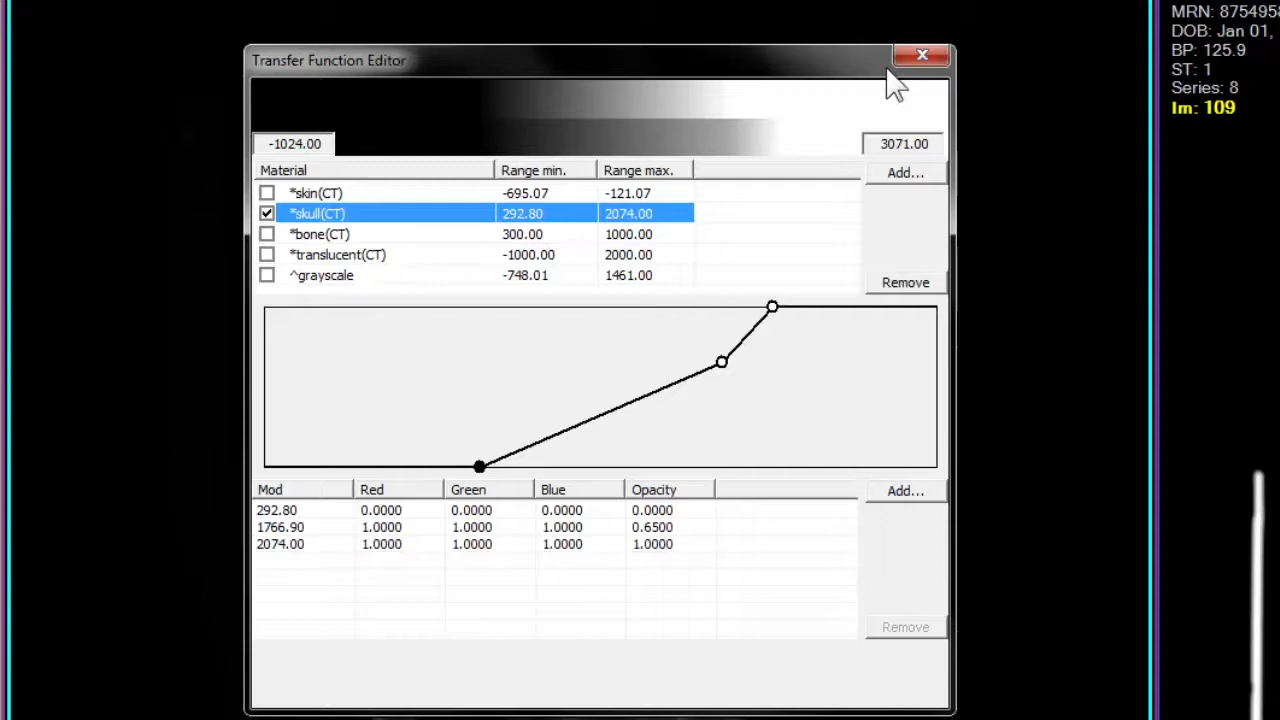 MRN: 8754958
DOB: Jan 01,
BP: 125.9
ST: 1
Series: 8
Im: 109
Transfer Function Editor
-1024.00 3071.00
Material Range min. Range max. Add...
*skin(CT) -695.07 -121.07
*skull(CT) 292.80 2074.00
*bone(CT) 300.00 1000.00
*translucent(CT) -1000.00 2000.00
^grayscale -748.01 1461.00
Remove
Mod Red Green Blue Opacity Add...
292.80 0.0000 0.0000 0.0000 0.0000
1766.90 1.0000 1.0000 1.0000 0.6500
2074.00 1.0000 1.0000 1.0000 1.0000
Remove